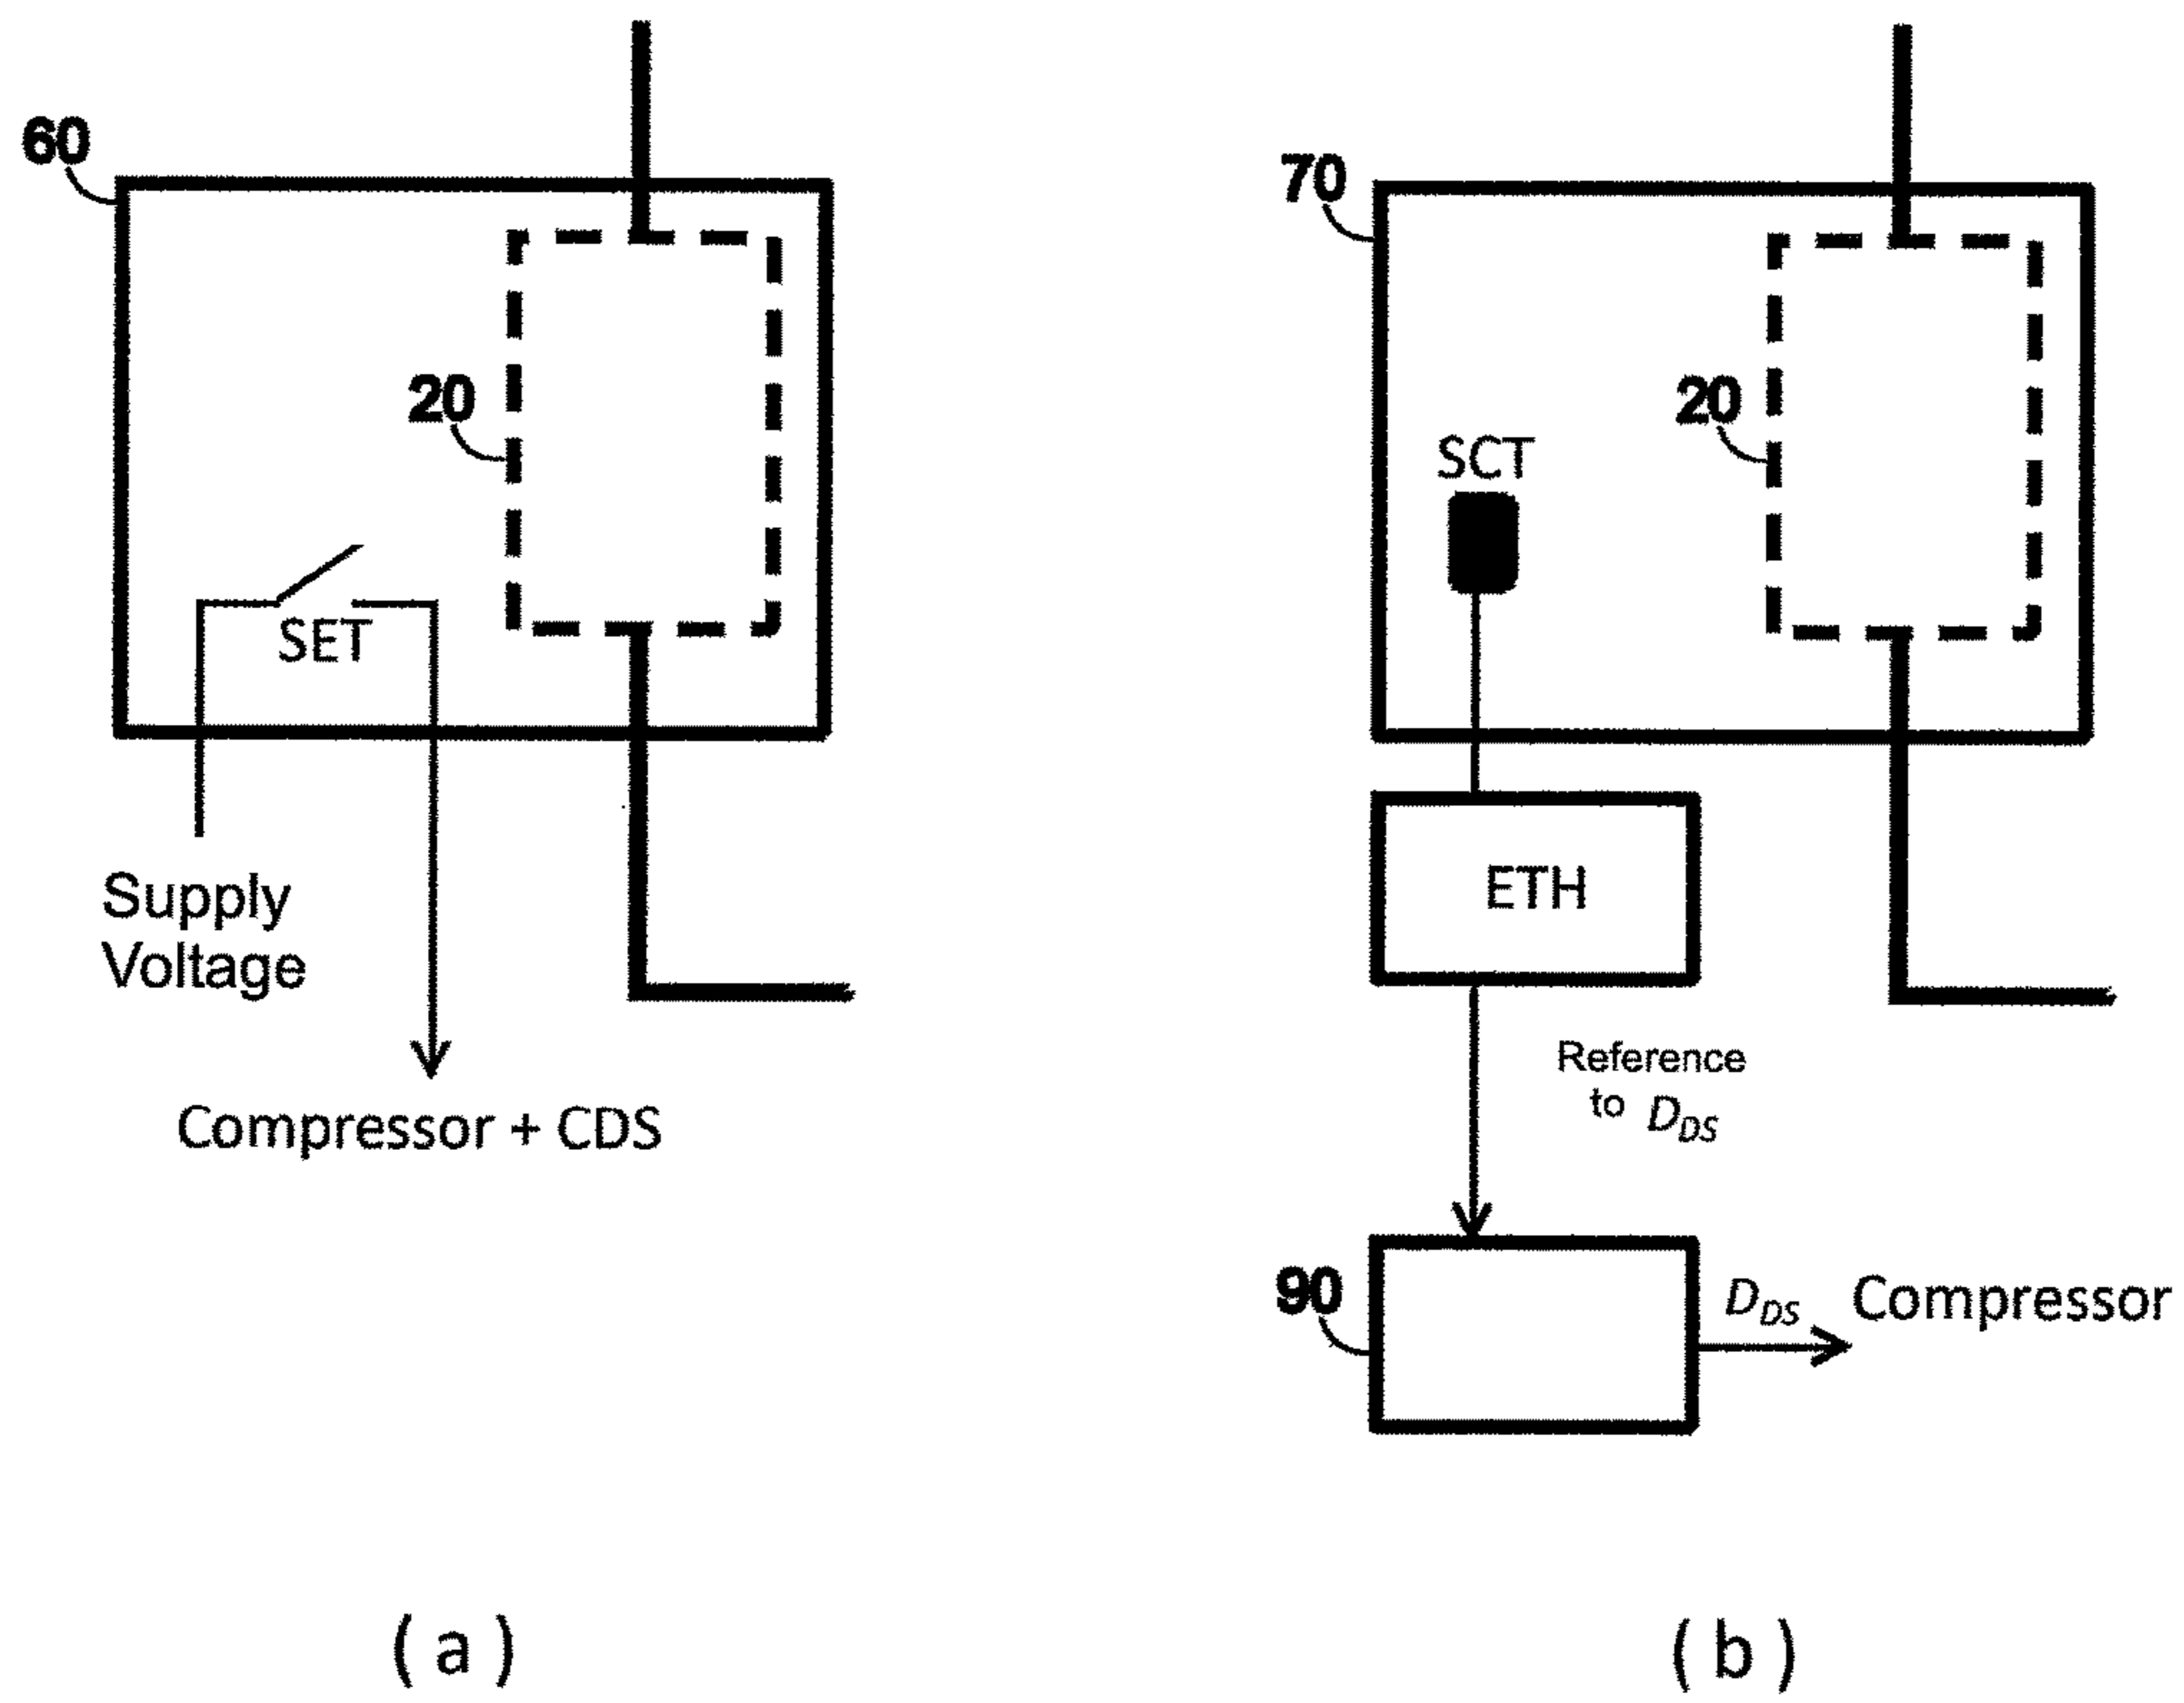 60
20
SET
Supply
Voltage
Compressor + CDS
( a )
70
20
SCT
ETH
Reference
to D_DS
90
D_DS Compressor
( b )